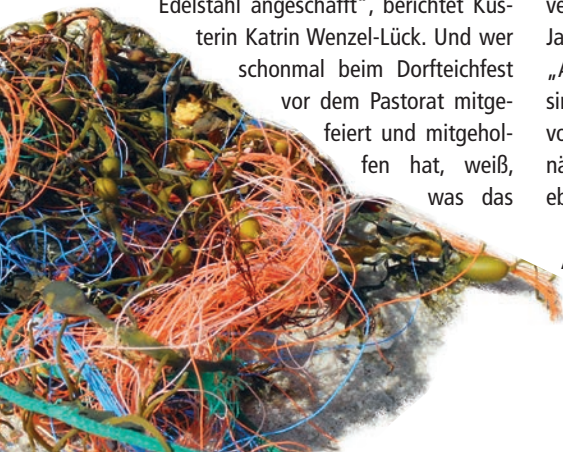 Edelstahl angeschafft", berichtet Küs-
terin Katrin Wenzel-Lück. Und wer
schonmal beim Dorfteichfest
vor dem Pastorat mitge-
feiert und mitgehol-
fen hat, weiß,
was das